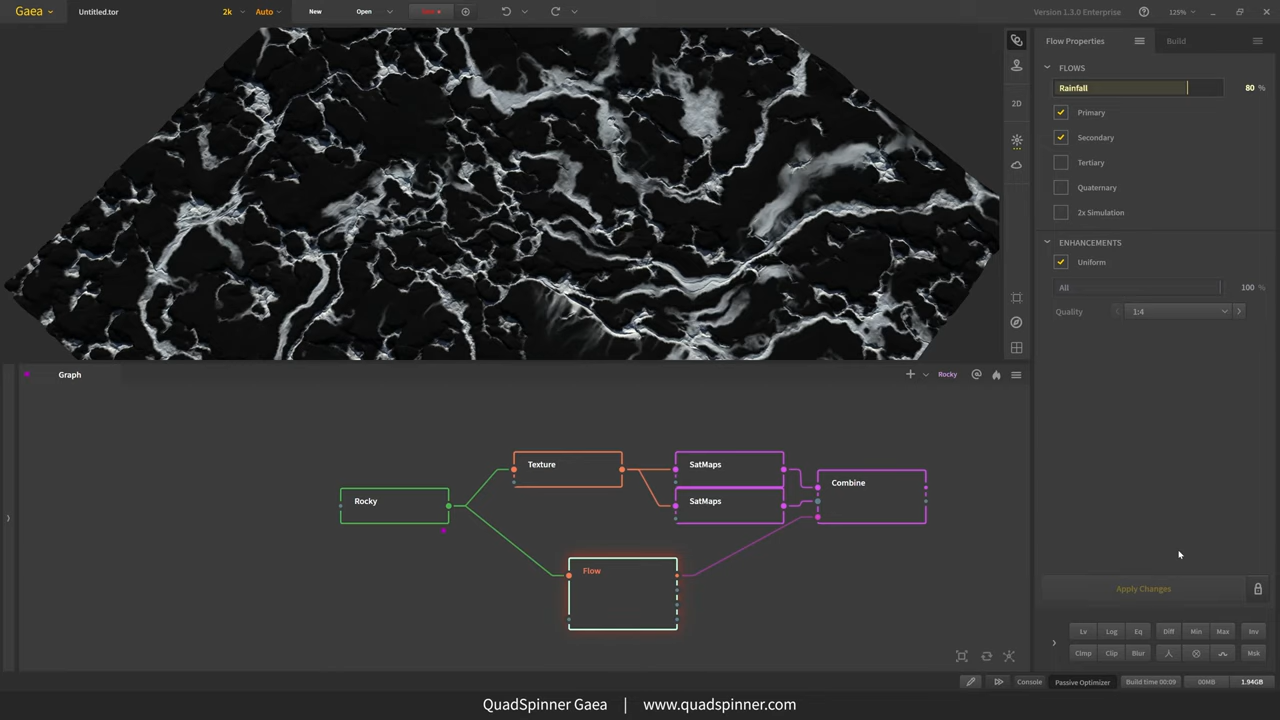 Gaea
Untitled.tor
2k
Auto
New
Open
Version 1.3.0 Enterprise
125%
Flow Properties
Build
FLOWS
Rainfall
80 %
Primary
Secondary
2D
Tertiary
Quaternary
2x Simulation
ENHANCEMENTS
Uniform
All
100 %
Quality
1:4
Graph
Rocky
Texture
SatMaps
Combine
Rocky
SatMaps
Flow
Apply Changes
Lv Log Eq Diff Min Max Inv
Clmp Clip Blur Msk
Console
Passive Optimizer
Build time 00:09
00MB
1.94GB
QuadSpinner Gaea | www.quadspinner.com